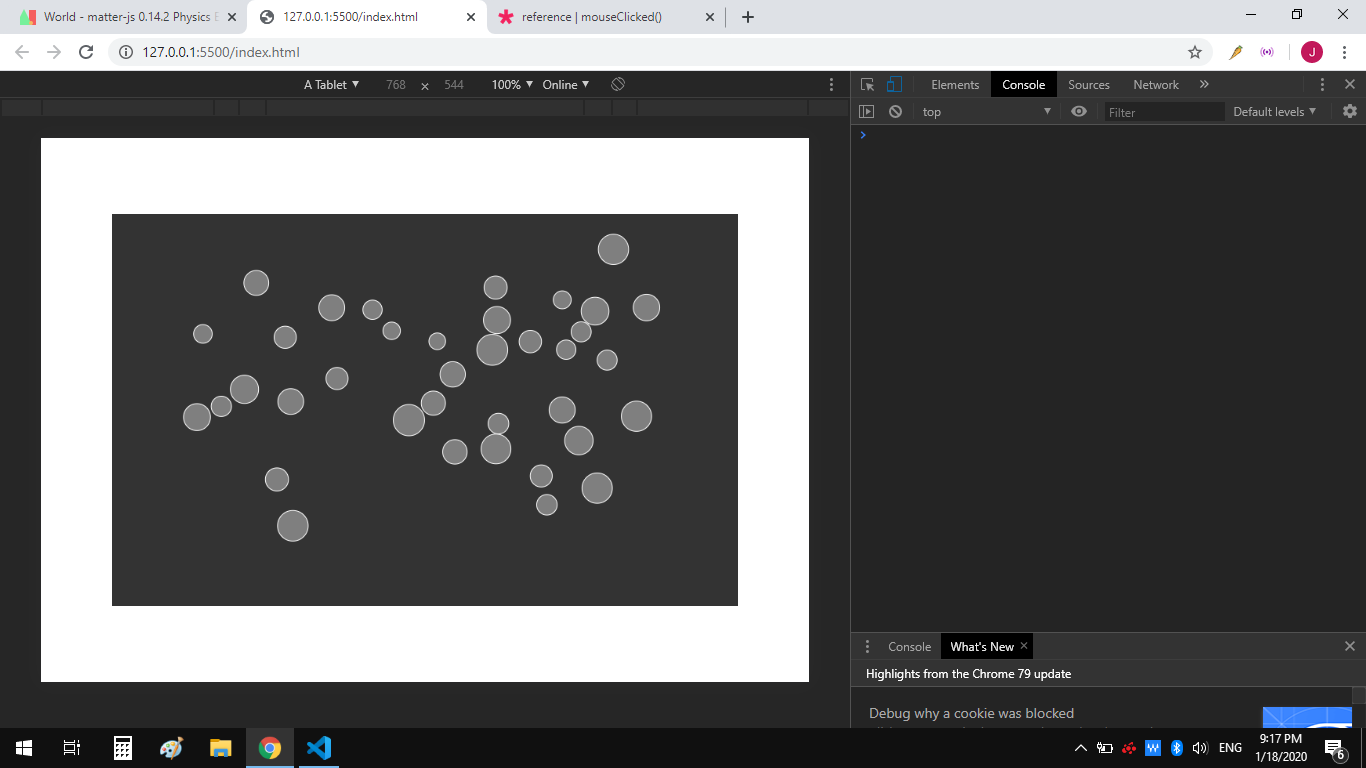 World - matter-js 0.14.2 Physics E
127.0.0.1:5500/index.html
reference | mouseClicked()
127.0.0.1:5500/index.html
J
A Tablet 768 × 544 100% Online
Elements Console Sources Network
top Filter Default levels
Console What's New
Highlights from the Chrome 79 update
Debug why a cookie was blocked
ENG
9:17 PM
1/18/2020
6